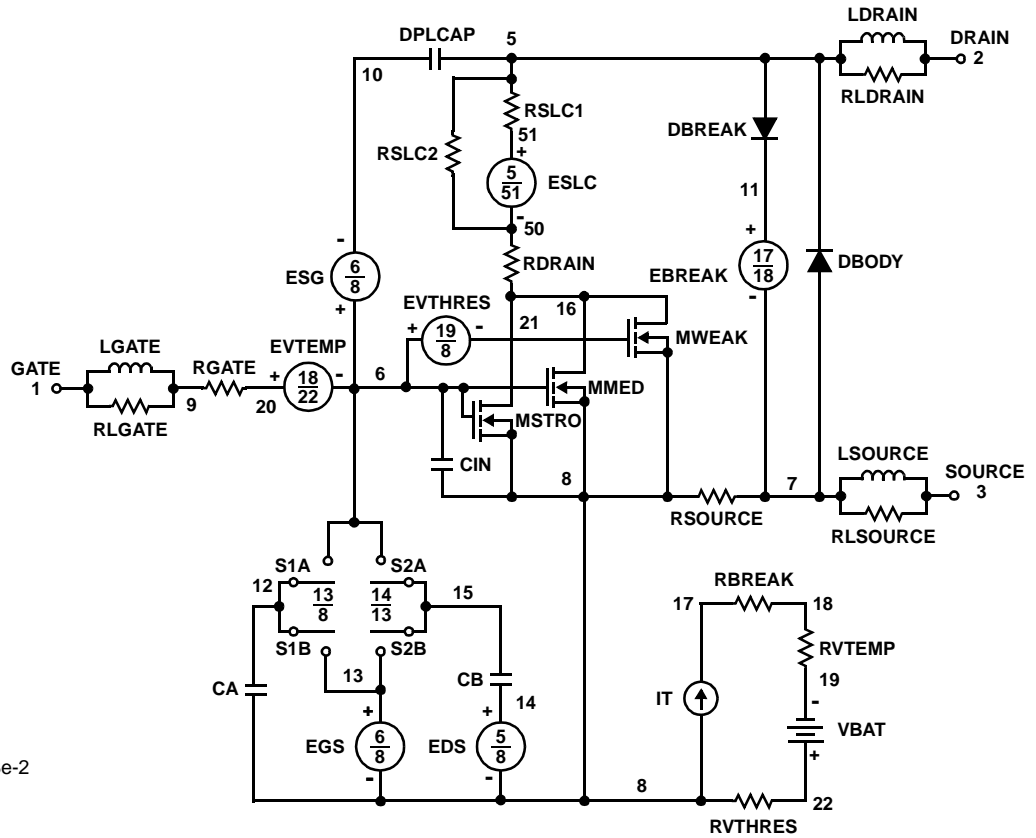 LDRAIN
DPLCAP
5
DRAIN
2
10
RLDRAIN
RSLC1
DBREAK
51
RSLC2
+
5
51
ESLC
11
-
50
-
+
RDRAIN
17
18
DBODY
ESG
6
8
EBREAK
16
-
EVTHRES
+
21
+
19
8
-
MWEAK
LGATE
EVTEMP
GATE
1
RGATE
+
18
22
-
6
MMED
9
20
MSTRO
RLGATE
LSOURCE
CIN
8
7
SOURCE
3
RSOURCE
RLSOURCE
S1A
S2A
12
13
8
14
13
15
RBREAK
17
18
S1B
S2B
RVTEMP
13
CB
19
CA
14
IT
-
+
+
VBAT
EGS
6
8
EDS
5
8
+
-
-
e-2
8
22
RVTHRES